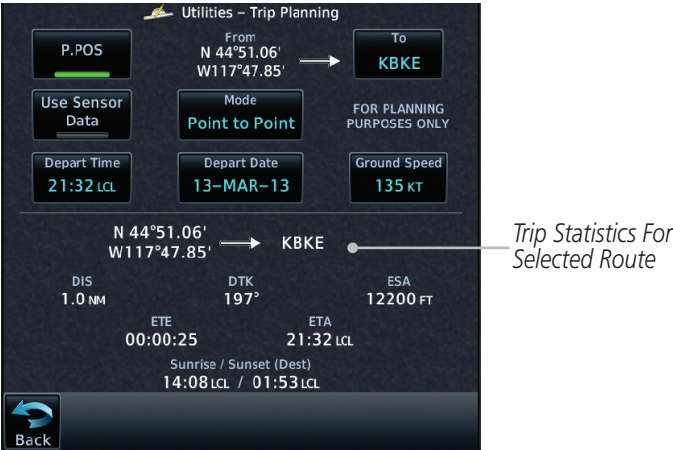 Utilities – Trip Planning
P.POS
From
N 44°51.06'
W117°47.85'
To
KBKE
Use Sensor
Data
Mode
Point to Point
FOR PLANNING
PURPOSES ONLY
Depart Time
21:32 LCL
Depart Date
13–MAR–13
Ground Speed
135 KT
N 44°51.06'
W117°47.85'
KBKE
Trip Statistics For
Selected Route
DIS
1.0 NM
DTK
197°
ESA
12200 FT
ETE
00:00:25
ETA
21:32 LCL
Sunrise / Sunset (Dest)
14:08 LCL / 01:53 LCL
Back